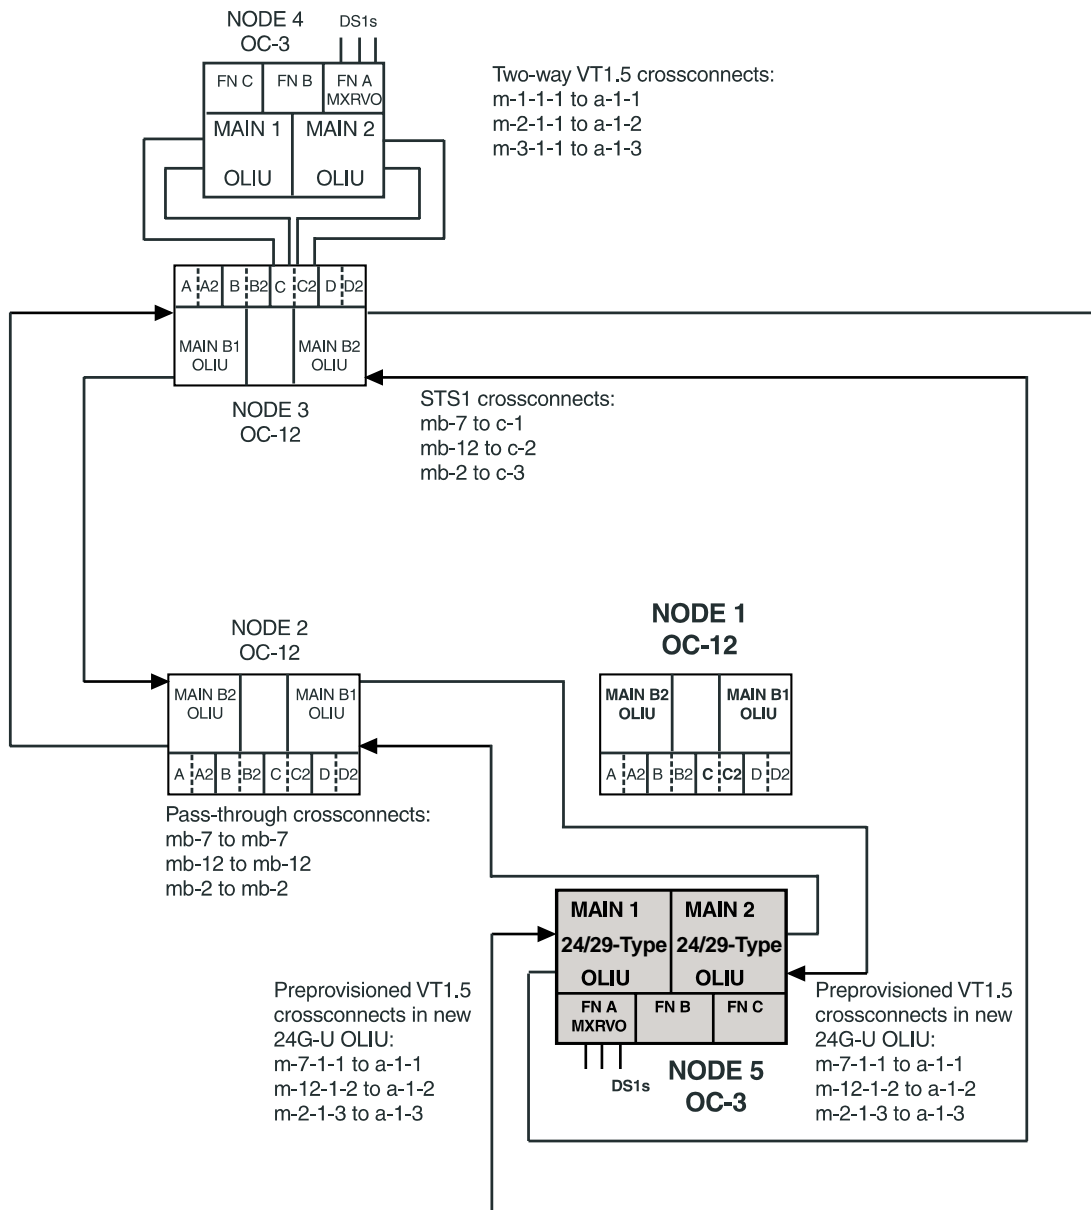 NODE 4
OC-3
DS1s
FN C
FN B
FN A
MXRVO
MAIN 1
MAIN 2
OLIU
OLIU
Two-way VT1.5 crossconnects:
m-1-1-1 to a-1-1
m-2-1-1 to a-1-2
m-3-1-1 to a-1-3
A A2 B B2 C C2 D D2
MAIN B1
OLIU
MAIN B2
OLIU
NODE 3
OC-12
STS1 crossconnects:
mb-7 to c-1
mb-12 to c-2
mb-2 to c-3
NODE 2
OC-12
MAIN B2
OLIU
MAIN B1
OLIU
A A2 B B2 C C2 D D2
Pass-through crossconnects:
mb-7 to mb-7
mb-12 to mb-12
mb-2 to mb-2
NODE 1
OC-12
MAIN B2
OLIU
MAIN B1
OLIU
A A2 B B2 C C2 D D2
MAIN 1
24/29-Type
OLIU
MAIN 2
24/29-Type
OLIU
FN A
MXRVO
FN B
FN C
DS1s
NODE 5
OC-3
Preprovisioned VT1.5
crossconnects in new
24G-U OLIU:
m-7-1-1 to a-1-1
m-12-1-2 to a-1-2
m-2-1-3 to a-1-3
Preprovisioned VT1.5
crossconnects in new
24G-U OLIU:
m-7-1-1 to a-1-1
m-12-1-2 to a-1-2
m-2-1-3 to a-1-3